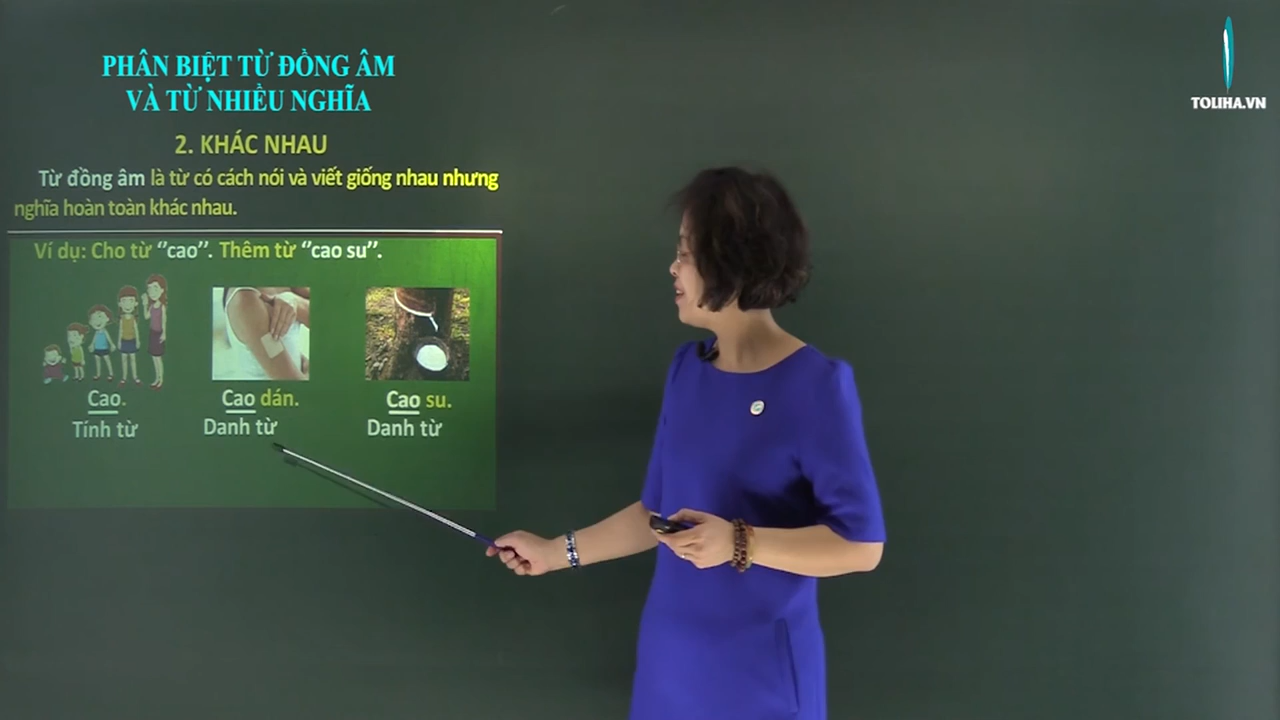 PHÂN BIỆT TỪ ĐỒNG ÂM
VÀ TỪ NHIỀU NGHĨA
2. KHÁC NHAU
Từ đồng âm là từ có cách nói và viết giống nhau nhưng
nghĩa hoàn toàn khác nhau.
Ví dụ: Cho từ “cao”. Thêm từ “cao su”.
Cao. Cao dán. Cao su.
Tính từ Danh từ Danh từ
TOLIHA.VN